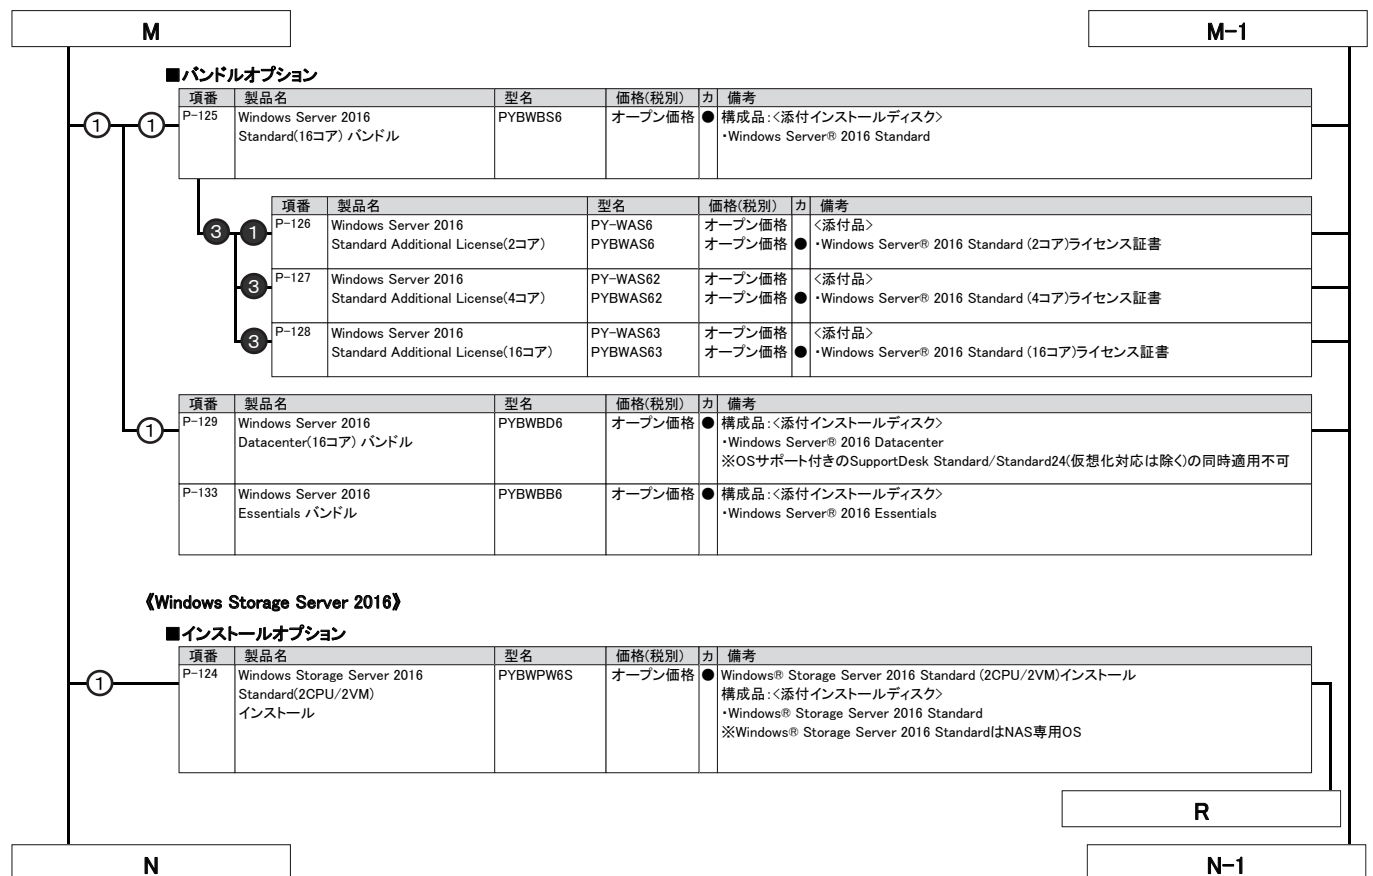 M
M-1
■バンドルオプション
項番 製品名 型名 価格(税別) カ 備考
① ① P-125 Windows Server 2016 PYBWBS6 オープン価格 ● 構成品:<添付インストールディスク>
Standard(16コア) バンドル ・Windows Server® 2016 Standard
項番 製品名 型名 価格(税別) カ 備考
❸ ❶ P-126 Windows Server 2016 PY-WAS6 オープン価格 <添付品>
Standard Additional License(2コア) PYBWAS6 オープン価格 ● ・Windows Server® 2016 Standard (2コア)ライセンス証書
❸ P-127 Windows Server 2016 PY-WAS62 オープン価格 <添付品>
Standard Additional License(4コア) PYBWAS62 オープン価格 ● ・Windows Server® 2016 Standard (4コア)ライセンス証書
❸ P-128 Windows Server 2016 PY-WAS63 オープン価格 <添付品>
Standard Additional License(16コア) PYBWAS63 オープン価格 ● ・Windows Server® 2016 Standard (16コア)ライセンス証書
項番 製品名 型名 価格(税別) カ 備考
① P-129 Windows Server 2016 PYBWBD6 オープン価格 ● 構成品:<添付インストールディスク>
Datacenter(16コア) バンドル ・Windows Server® 2016 Datacenter
※OSサポート付きのSupportDesk Standard/Standard24(仮想化対応は除く)の同時適用不可
P-133 Windows Server 2016 PYBWBB6 オープン価格 ● 構成品:<添付インストールディスク>
Essentials バンドル ・Windows Server® 2016 Essentials
《Windows Storage Server 2016》
■インストールオプション
項番 製品名 型名 価格(税別) カ 備考
① P-124 Windows Storage Server 2016 PYBWPW6S オープン価格 ● Windows® Storage Server 2016 Standard (2CPU/2VM)インストール
Standard(2CPU/2VM) 構成品:<添付インストールディスク>
インストール ・Windows® Storage Server 2016 Standard
※Windows® Storage Server 2016 StandardはNAS専用OS
R
N
N-1